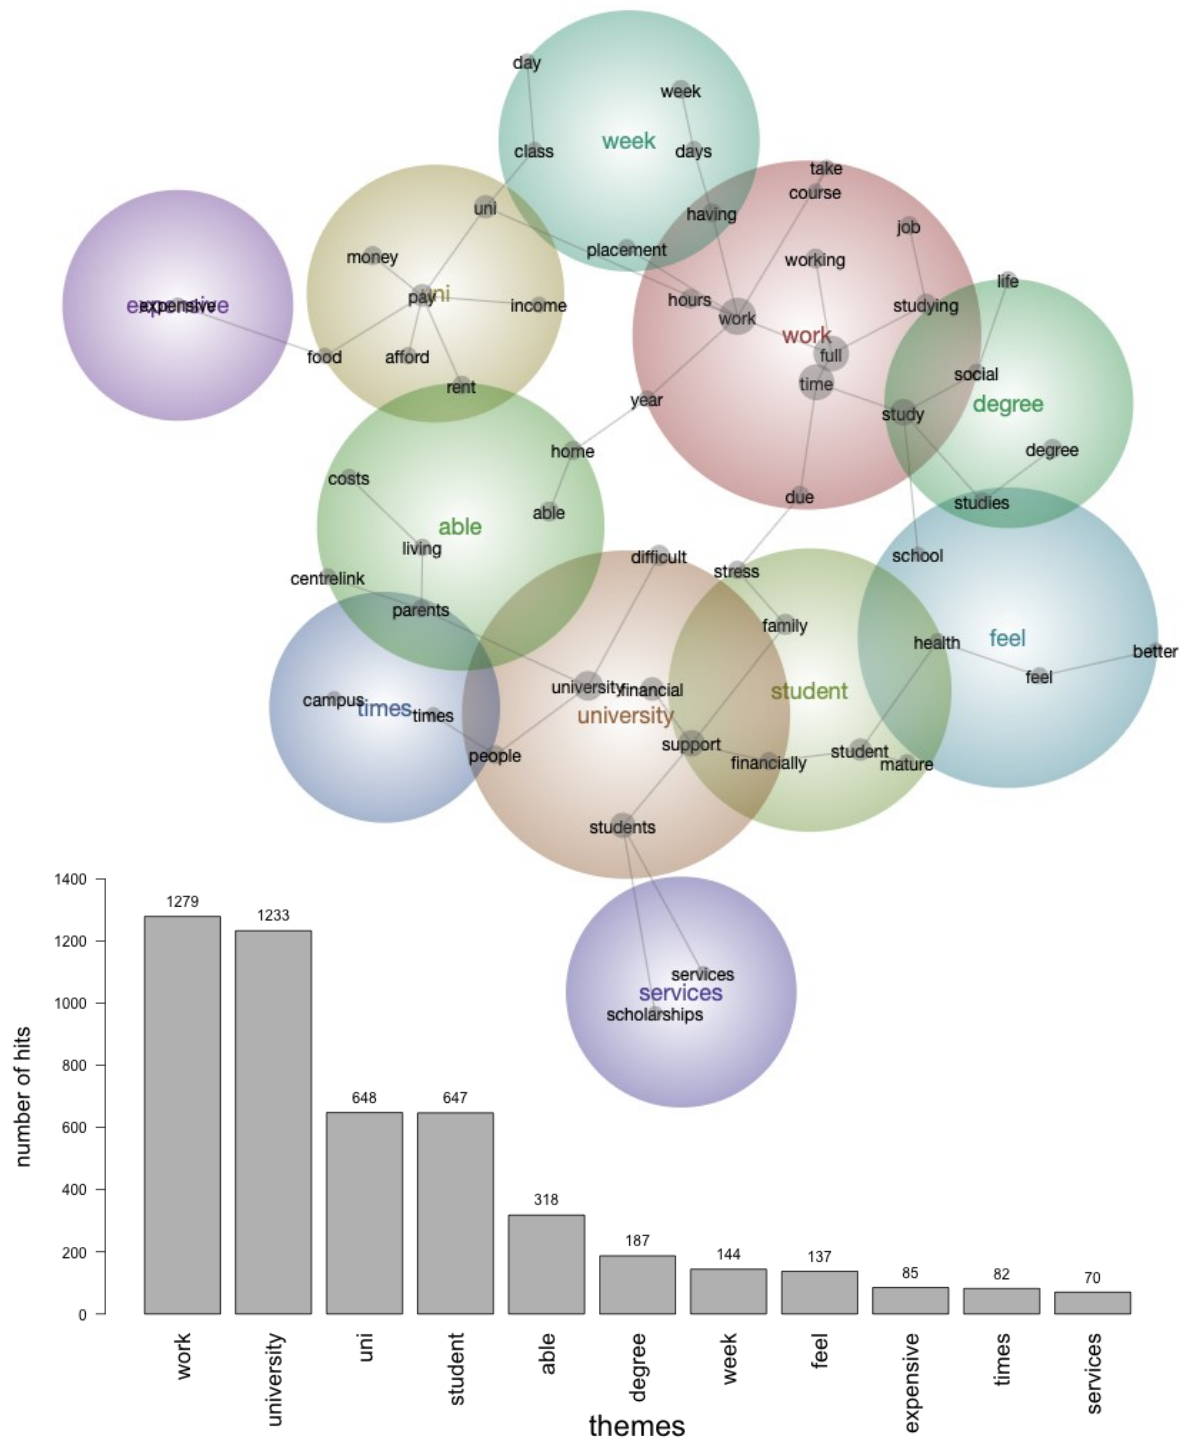 day
week
week
class
days
take
course
uni
having
job
money
placement
working
life
expensive
expensive
pay
uni
income
hours
work
studying
work
full
food
afford
rent
time
social
year
study
degree
home
degree
costs
able
able
due
studies
living
difficult
school
centrelink
stress
parents
family
health
feel
better
feel
university
financial
student
campus
times
times
university
people
support
financially
student
mature
students
services
services
scholarships
1400
1279
1233
1200
1000
800
648
647
600
400
318
187
144
137
200
85
82
70
0
number of hits
work
university
uni
student
able
degree
week
feel
expensive
times
services
themes